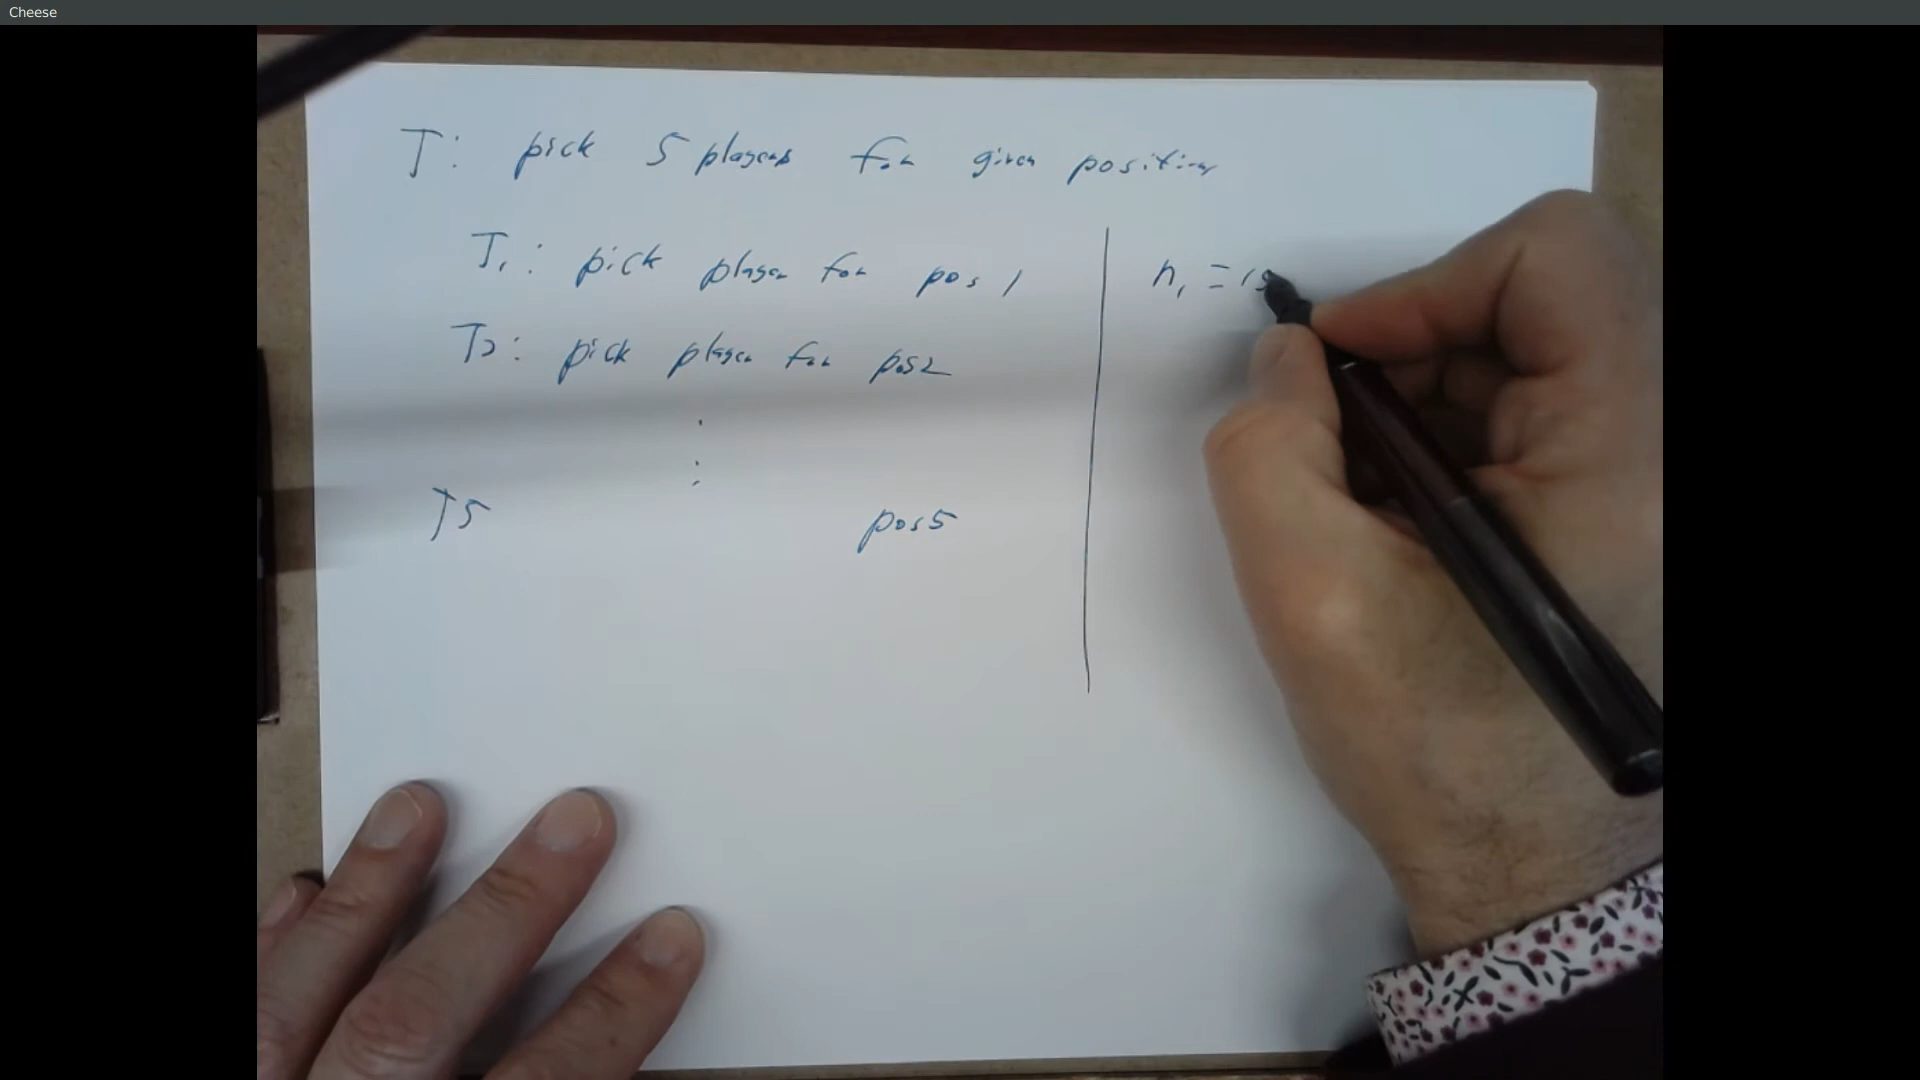 Cheese
T: pick 5 players for given position
T1: pick player for pos 1
n1 =
T2: pick player for pos2
T5 pos5